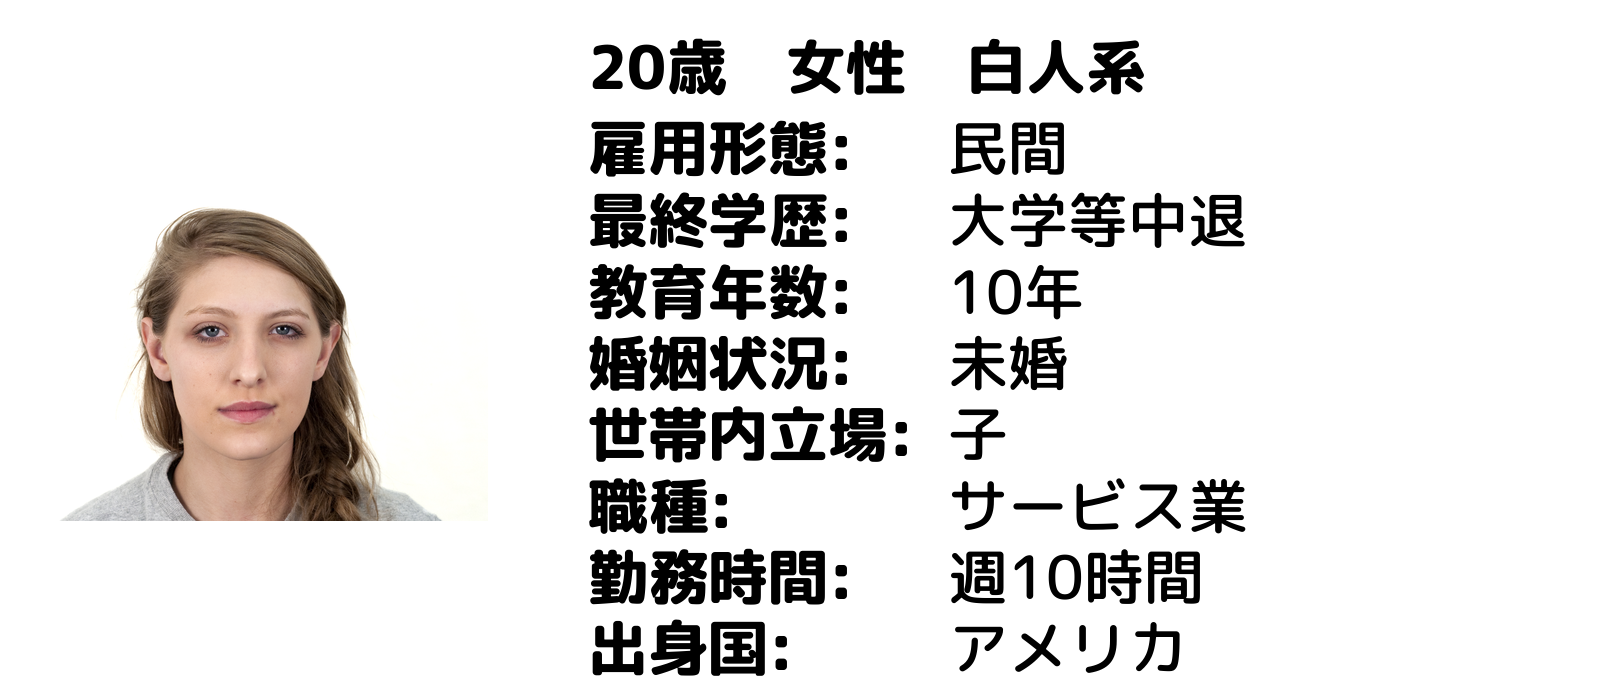 20歳　女性　白人系
雇用形態:　民間
最終学歴:　大学等中退
教育年数:　10年
婚姻状況:　未婚
世帯内立場:　子
職種:　サービス業
勤務時間:　週10時間
出身国:　アメリカ